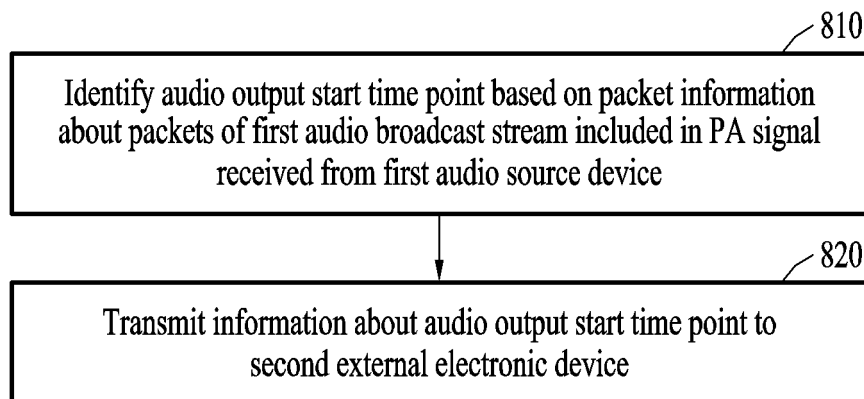 810
Identify audio output start time point based on packet information
about packets of first audio broadcast stream included in PA signal
received from first audio source device
820
Transmit information about audio output start time point to
second external electronic device